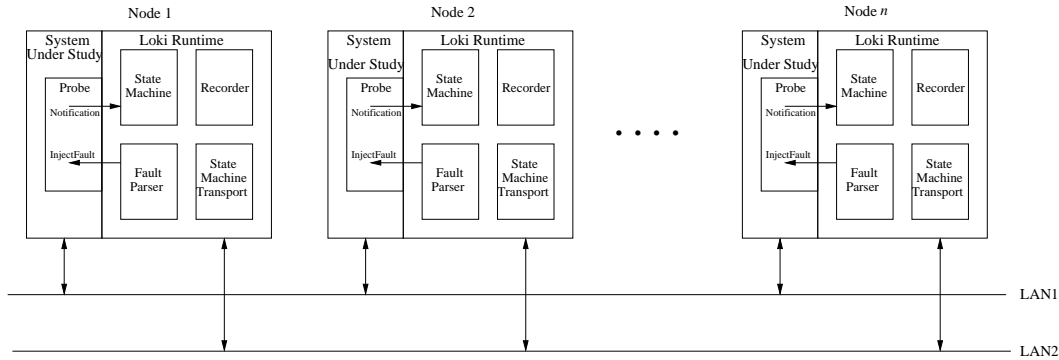 Node 1
System
Under Study
Loki Runtime
Probe
Notification
InjectFault
State
Machine
Recorder
Fault
Parser
State
Machine
Transport
Node 2
System
Under Study
Loki Runtime
Probe
Notification
InjectFault
State
Machine
Recorder
Fault
Parser
State
Machine
Transport
Node n
System
Under Study
Loki Runtime
Probe
Notification
InjectFault
State
Machine
Recorder
Fault
Parser
State
Machine
Transport
LAN1
LAN2